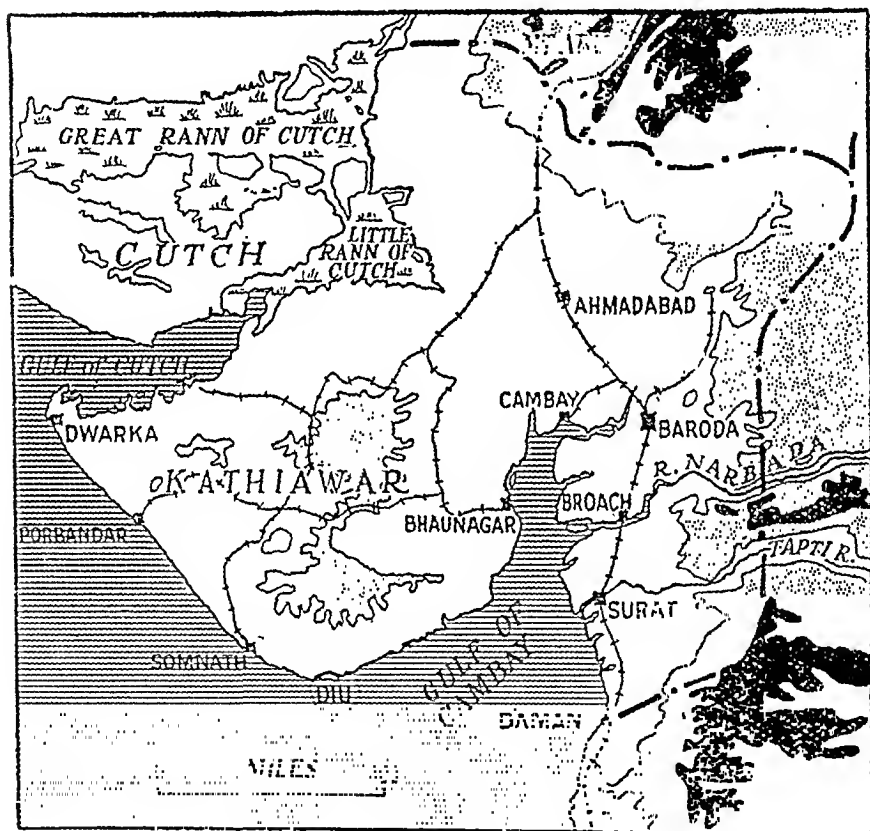 GREAT RANN OF CUTCH
CUTCH
LITTLE
RANN OF
CUTCH
AHMADABAD
GULF OF CUTCH
CAMBAY
DWARKA
BARODA
R. NARBADA
KATHIAWAR
BROACH
BHAUNAGAR
PORBANDAR
TAPTI R.
SURAT
SOMNATH
DIU
GULF OF
CAMBAY
DAMAN
MILES